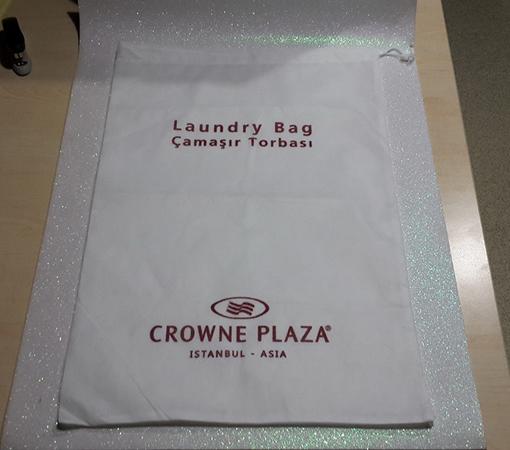 Laundry Bag
Çamaşır Torbası
CROWNE PLAZA®
ISTANBUL - ASIA